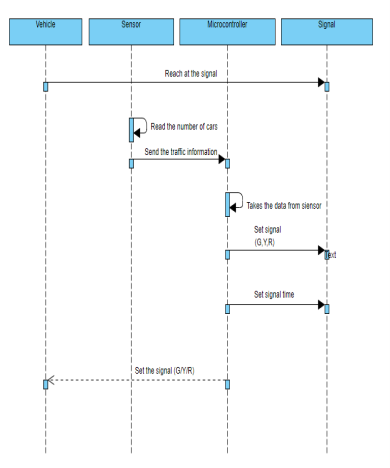 Vehicle
Sensor
Microcontroller
Signal
Reach at the signal
Read the number of cars
Send the traffic information
Takes the data from siensor
Set signal
(G,Y,R)
Text
Set signal time
Set the signal (G/Y/R)